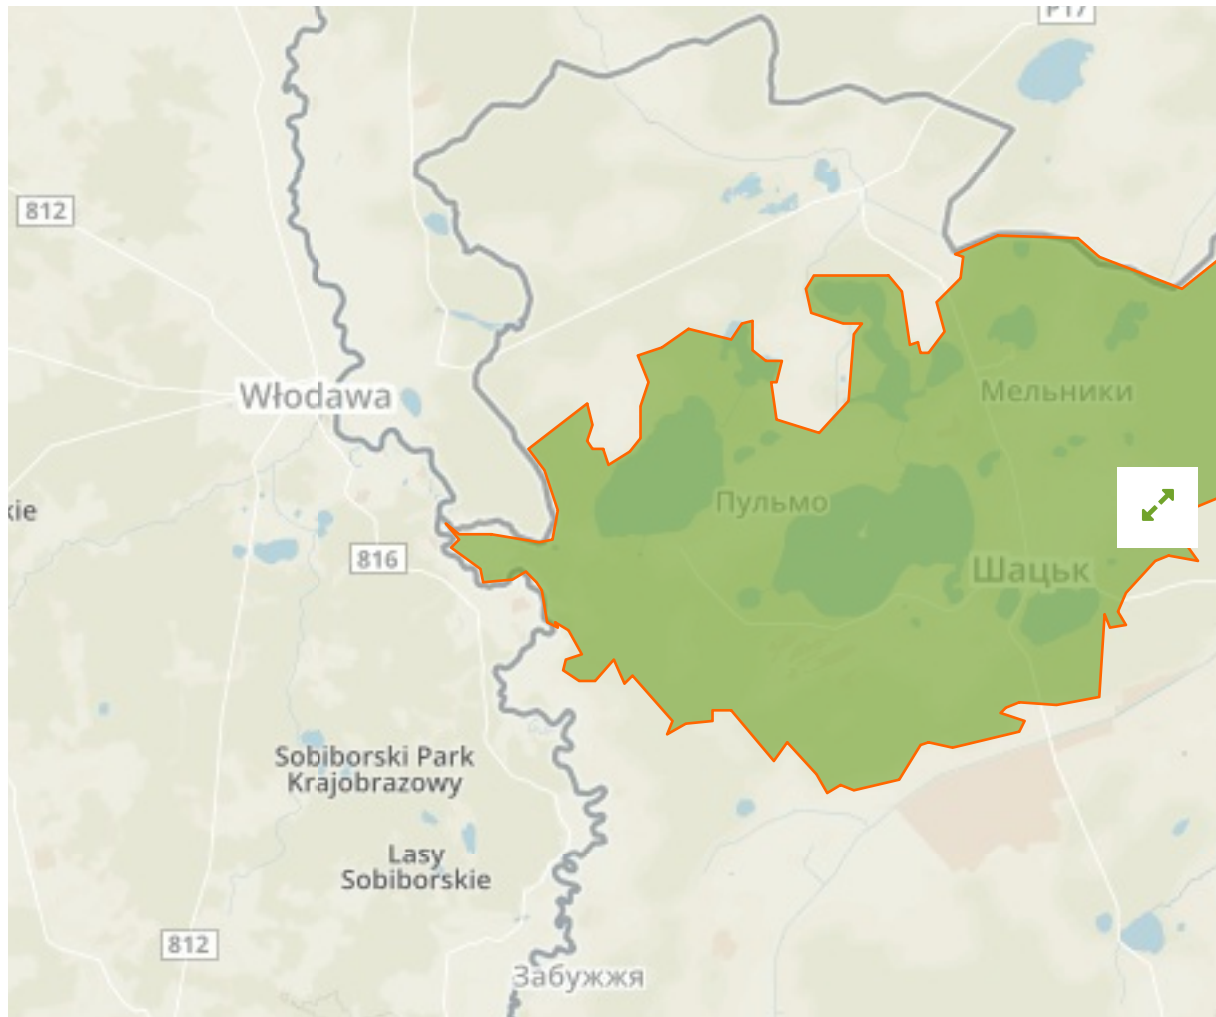 P17
812
Włodawa
Мельники
Пульмо
kie
816
Шацьк
Sobiborski Park
Krajobrazowy
Lasy
Sobiborskie
812
Забужжя